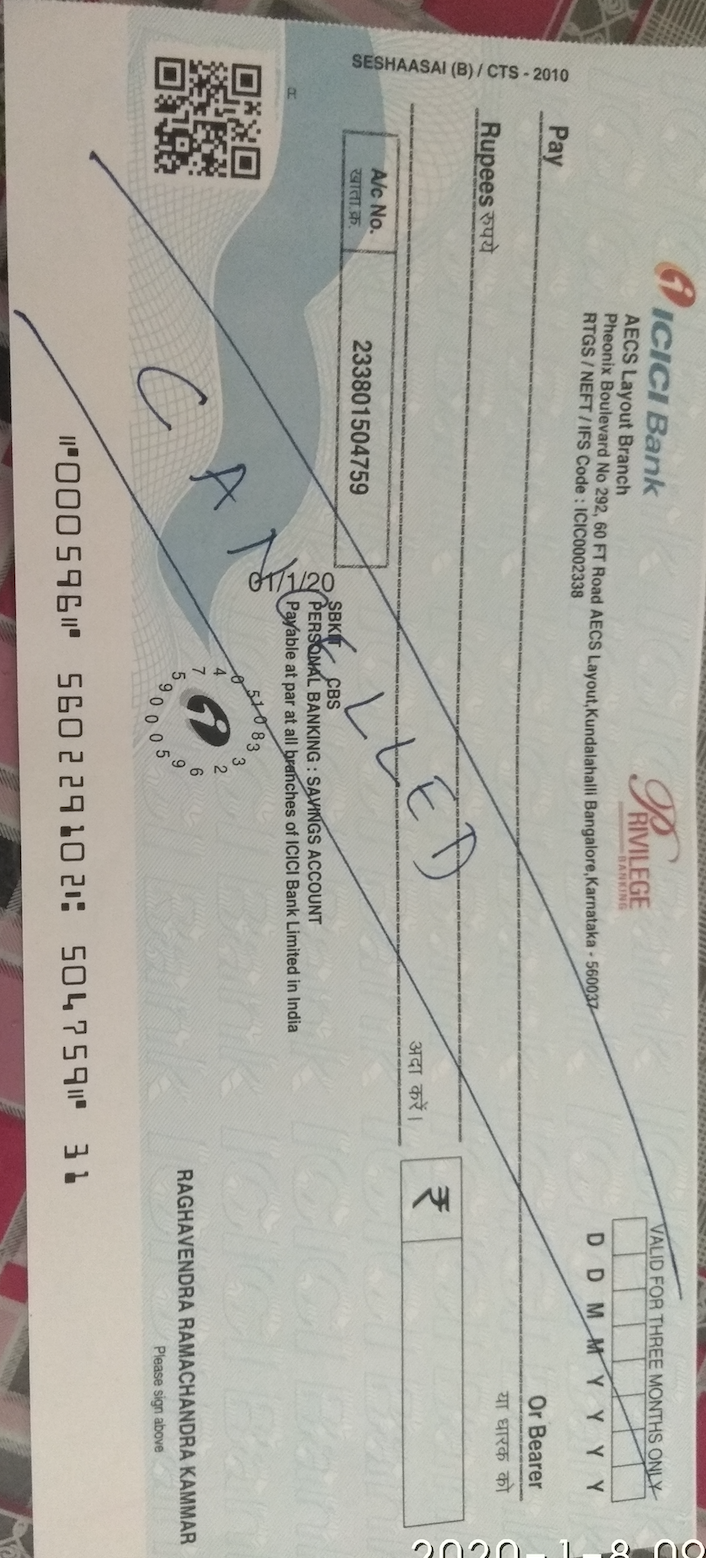 ICICI Bank
PRIVILEGE
BANKING
AECS Layout Branch
Pheonix Boulevard No 292, 60 FT Road AECS Layout,Kundalahalli Bangalore,Karnataka - 560037
RTGS / NEFT / IFS Code : ICIC0002338
VALID FOR THREE MONTHS ONLY
D D M M Y Y Y Y
SESHAASAI (B) / CTS - 2010
Pay
Or Bearer
या धारक को
Rupees रुपये
अदा करें।
₹
A/c No.
खाता.क्र.
233801504759
CANCELLED
01/1/20
SBKIT CBS
PERSONAL BANKING : SAVINGS ACCOUNT
Payable at par at all branches of ICICI Bank Limited in India
RAGHAVENDRA RAMACHANDRA KAMMAR
Please sign above
⑈000596⑈ 560229102⑆ 504759⑈ 31
2020-1-8 09